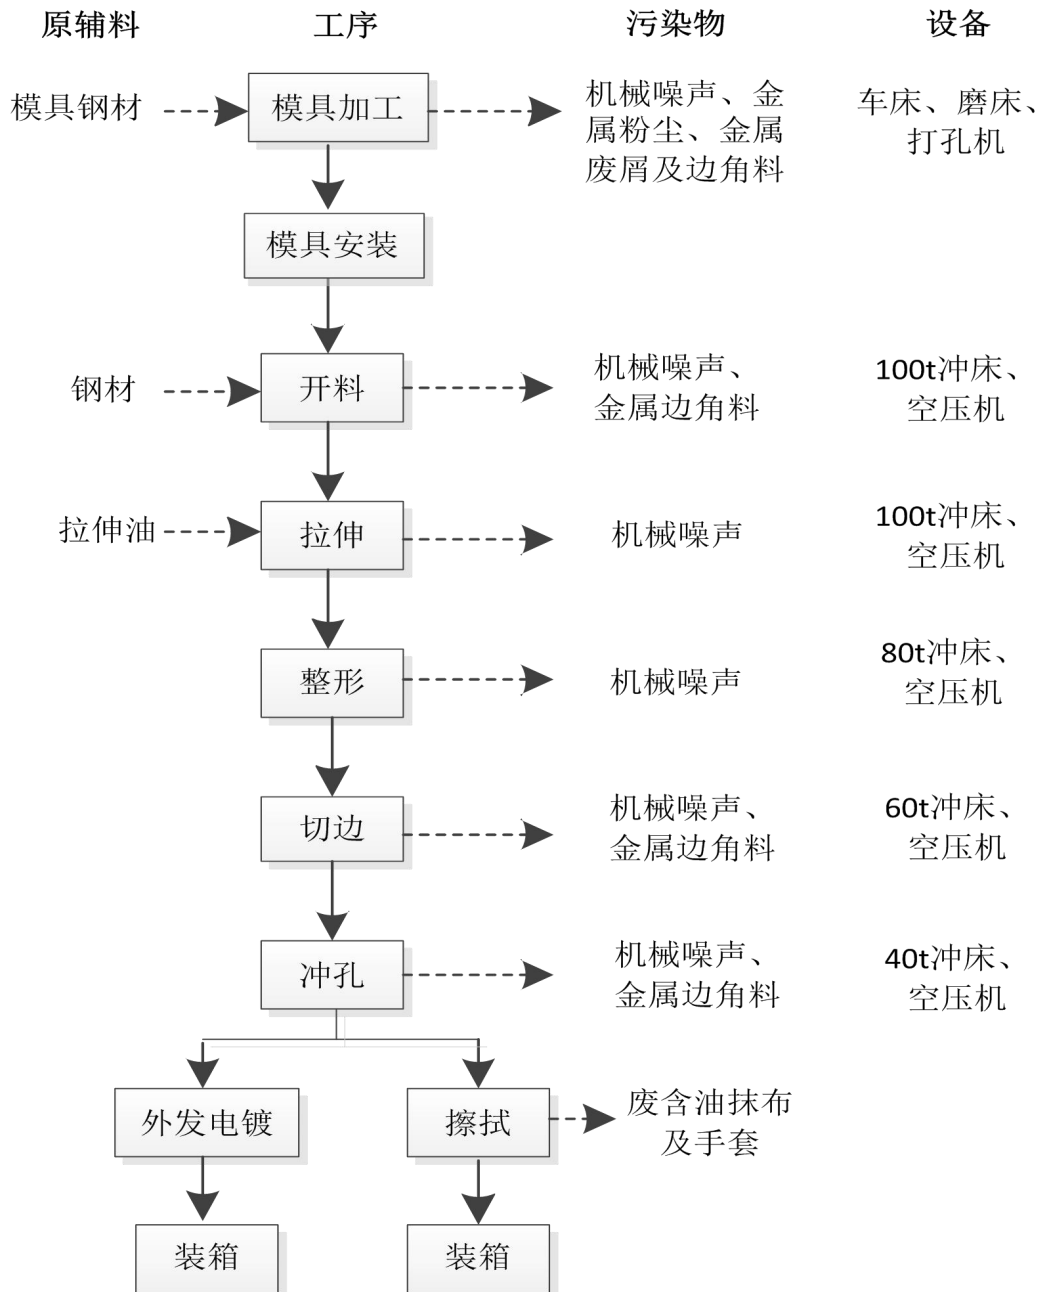 原辅料 工序 污染物 设备
模具钢材 模具加工 机械噪声、金 车床、磨床、
属粉尘、金属 打孔机
废屑及边角料
模具安装
钢材 开料 机械噪声、 100t冲床、
金属边角料 空压机
拉伸油 拉伸 机械噪声 100t冲床、
空压机
整形 机械噪声 80t冲床、
空压机
切边 机械噪声、 60t冲床、
金属边角料 空压机
冲孔 机械噪声、 40t冲床、
金属边角料 空压机
外发电镀 擦拭 废含油抹布
及手套
装箱 装箱